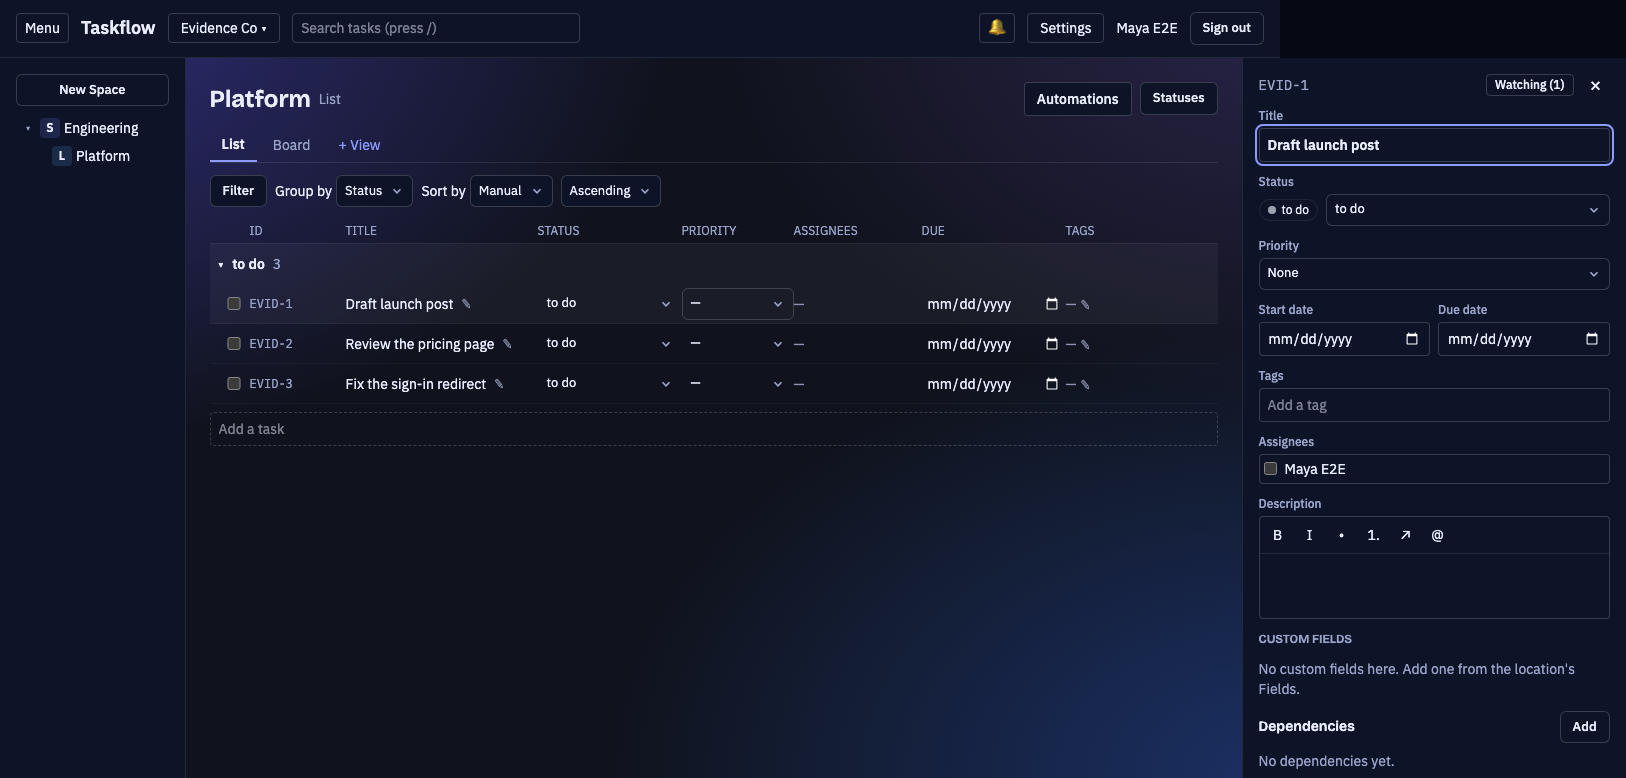 Menu Taskflow Evidence Co ▾ Search tasks (press /) 🔔 Settings Maya E2E Sign out
New Space
▾ S Engineering
L Platform
Platform List Automations Statuses
List Board + View
Filter Group by Status Sort by Manual Ascending
ID TITLE STATUS PRIORITY ASSIGNEES DUE TAGS
▾ to do 3
EVID-1 Draft launch post ✎ to do — — mm/dd/yyyy — ✎
EVID-2 Review the pricing page ✎ to do — — mm/dd/yyyy — ✎
EVID-3 Fix the sign-in redirect ✎ to do — — mm/dd/yyyy — ✎
Add a task
EVID-1 Watching (1) ✕
Title
Draft launch post
Status
to do to do
Priority
None
Start date Due date
mm/dd/yyyy mm/dd/yyyy
Tags
Add a tag
Assignees
Maya E2E
Description
B I • 1. ↗ @
CUSTOM FIELDS
No custom fields here. Add one from the location's
Fields.
Dependencies Add
No dependencies yet.